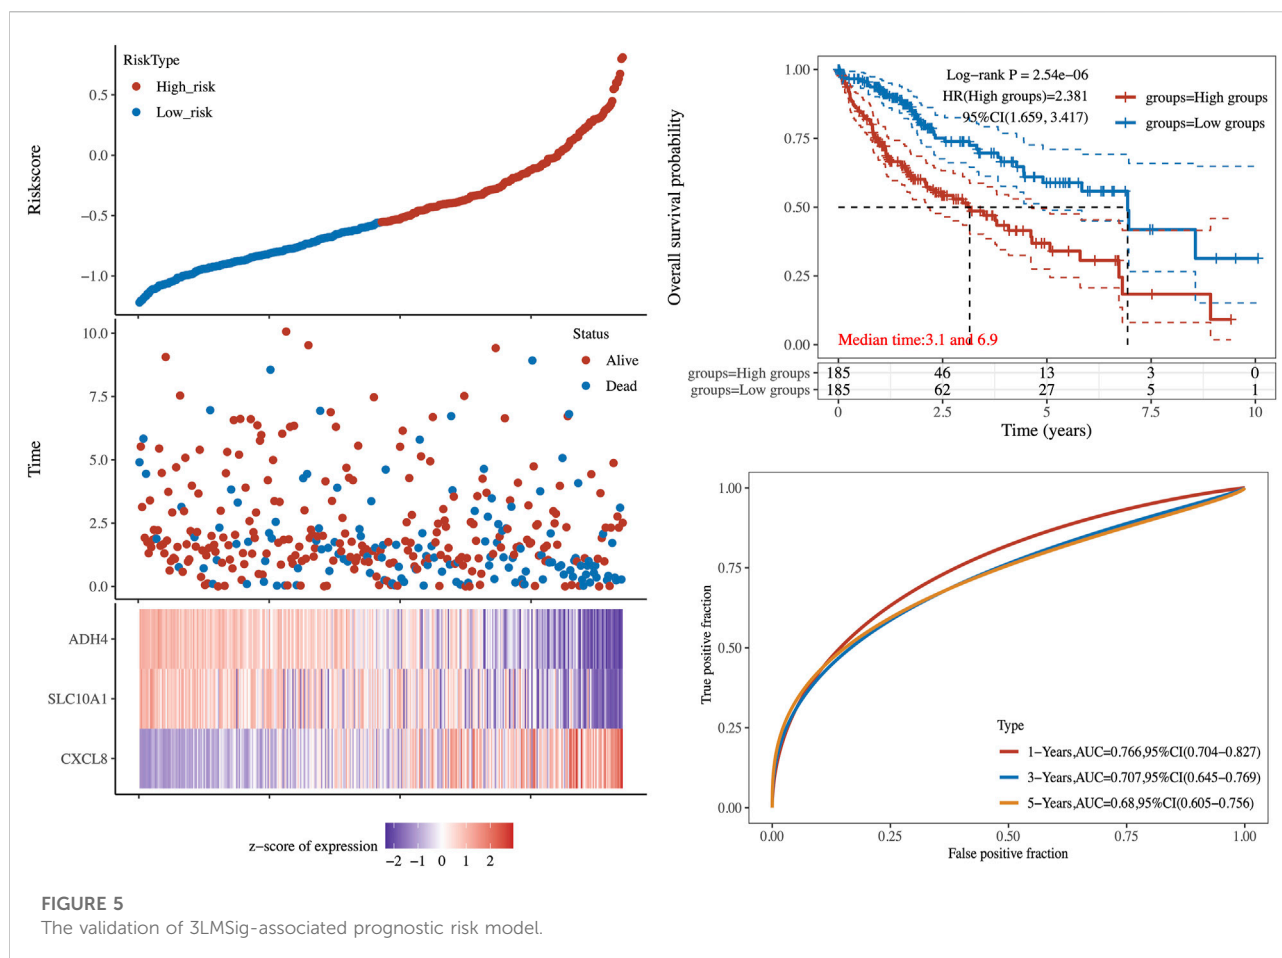 RiskType
High_risk
Low_risk
Riskscore
0.5
0.0
−0.5
−1.0
Status
Alive
Dead
Time
10.0
7.5
5.0
2.5
0.0
ADH4
SLC10A1
CXCL8
z−score of expression
−2 −1 0 1 2
Overall survival probability
1.00
0.75
0.50
0.25
0.00
Log−rank P = 2.54e−06
HR(High groups)=2.381
95%CI(1.659, 3.417)
groups=High groups
groups=Low groups
Median time:3.1 and 6.9
groups=High groups 185 46 13 3 0
groups=Low groups 185 62 27 5 1
0 2.5 5 7.5 10
Time (years)
True positive fraction
1.00
0.75
0.50
0.25
0.00
Type
1−Years,AUC=0.766,95%CI(0.704−0.827)
3−Years,AUC=0.707,95%CI(0.645−0.769)
5−Years,AUC=0.68,95%CI(0.605−0.756)
0.00 0.25 0.50 0.75 1.00
False positive fraction
FIGURE 5
The validation of 3LMSig-associated prognostic risk model.